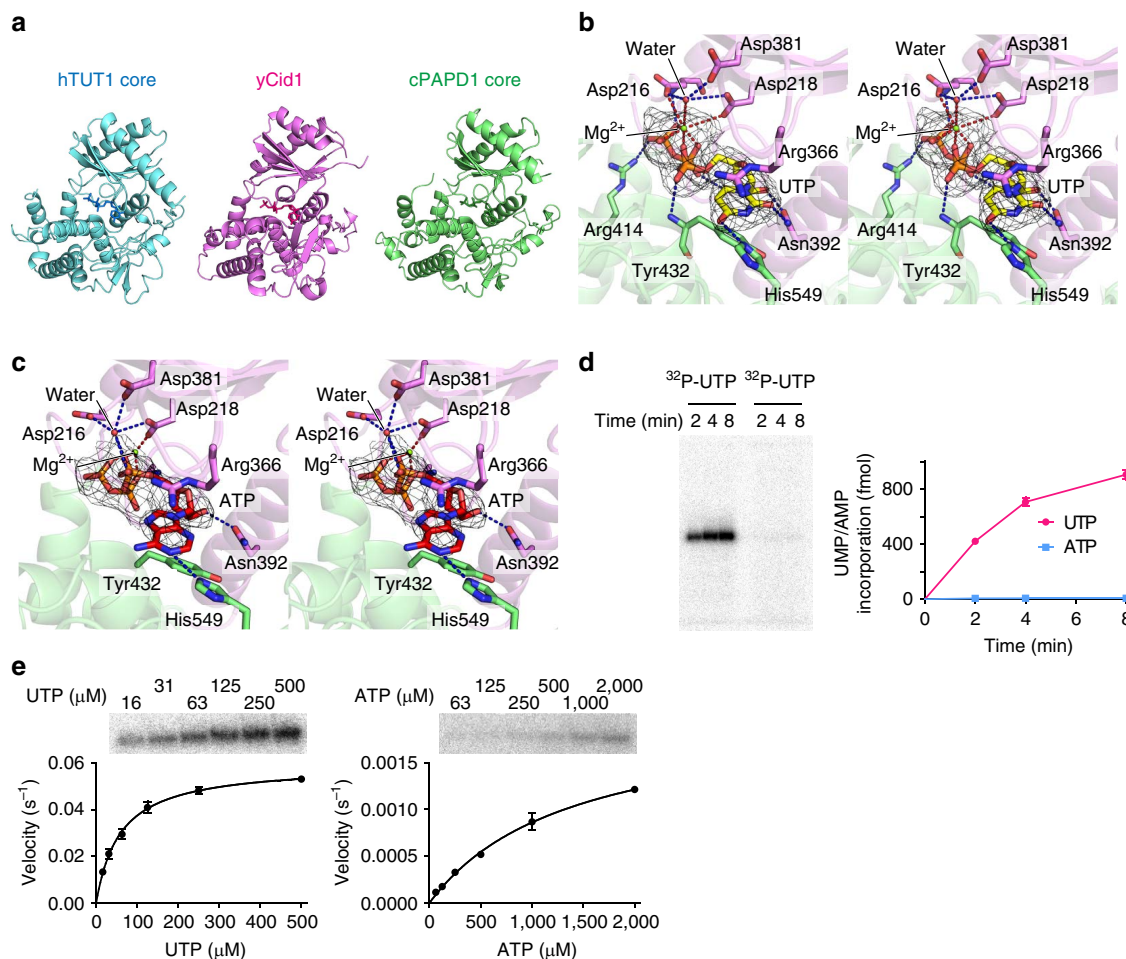 a
hTUT1 core
yCid1
cPAPD1 core
b
Water
Asp381
Asp218
Asp216
Mg2+
Arg366
UTP
Arg414
Asn392
Tyr432
His549
Water
Asp381
Asp218
Asp216
Mg2+
Arg366
UTP
Arg414
Asn392
Tyr432
His549
c
Asp381
Water
Asp218
Asp216
Mg2+
Arg366
ATP
Tyr432
Asn392
His549
Asp381
Water
Asp218
Asp216
Mg2+
Arg366
ATP
Tyr432
Asn392
His549
d
32P-UTP 32P-UTP
Time (min) 2 4 8 2 4 8
UMP/AMP
incorporation (fmol)
800
400
0
UTP
ATP
0 2 4 6 8
Time (min)
e
UTP (μM) 16 31 63 125 250 500
Velocity (s−1)
0.06
0.04
0.02
0.00
0 100 200 300 400 500
UTP (μM)
ATP (μM) 63 125 250 500 1,000 2,000
Velocity (s−1)
0.0015
0.0010
0.0005
0.0000
0 500 1,000 1,500 2,000
ATP (μM)